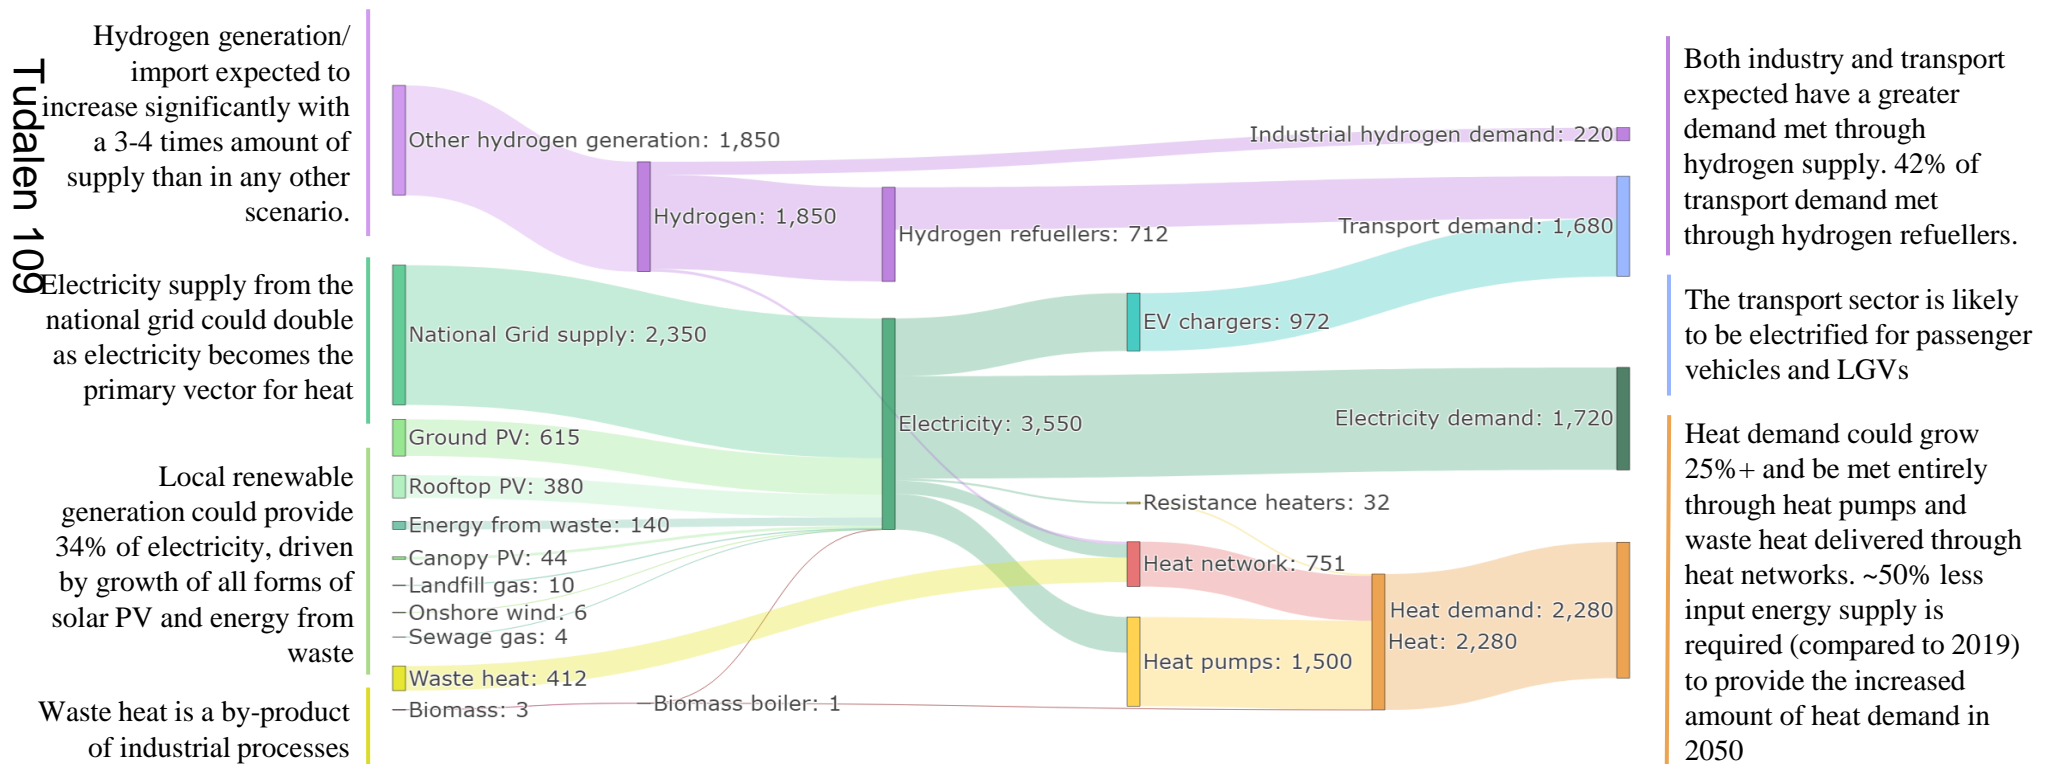 Tudalen 109
Hydrogen generation/
import expected to
increase significantly with
a 3-4 times amount of
supply than in any other
scenario.
Electricity supply from the
national grid could double
as electricity becomes the
primary vector for heat
Local renewable
generation could provide
34% of electricity, driven
by growth of all forms of
solar PV and energy from
waste
Waste heat is a by-product
of industrial processes
Other hydrogen generation: 1,850
Hydrogen: 1,850
Hydrogen refuellers: 712
Industrial hydrogen demand: 220
Transport demand: 1,680
National Grid supply: 2,350
EV chargers: 972
Electricity: 3,550
Electricity demand: 1,720
Ground PV: 615
Rooftop PV: 380
Energy from waste: 140
Canopy PV: 44
Landfill gas: 10
Onshore wind: 6
Sewage gas: 4
Waste heat: 412
Biomass: 3
Biomass boiler: 1
Resistance heaters: 32
Heat network: 751
Heat pumps: 1,500
Heat demand: 2,280
Heat: 2,280
Both industry and transport
expected have a greater
demand met through
hydrogen supply. 42% of
transport demand met
through hydrogen refuellers.
The transport sector is likely
to be electrified for passenger
vehicles and LGVs
Heat demand could grow
25%+ and be met entirely
through heat pumps and
waste heat delivered through
heat networks. ~50% less
input energy supply is
required (compared to 2019)
to provide the increased
amount of heat demand in
2050